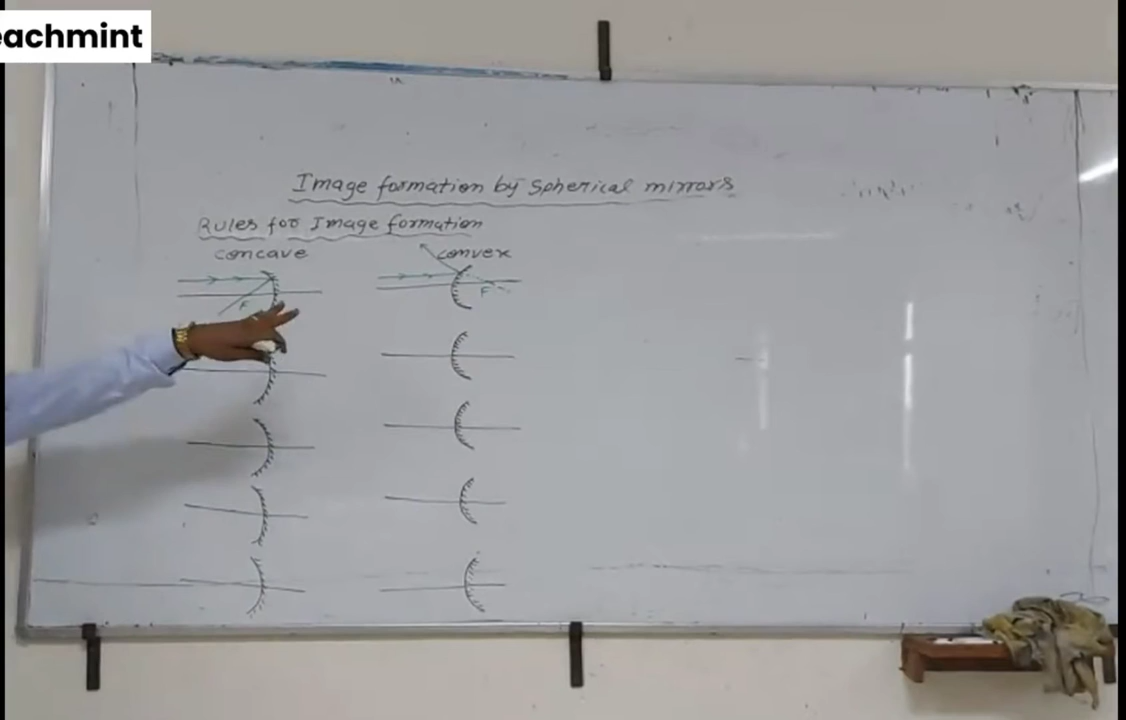 eachmint
Image formation by spherical mirrors
Rules for Image formation
concave convex
F F